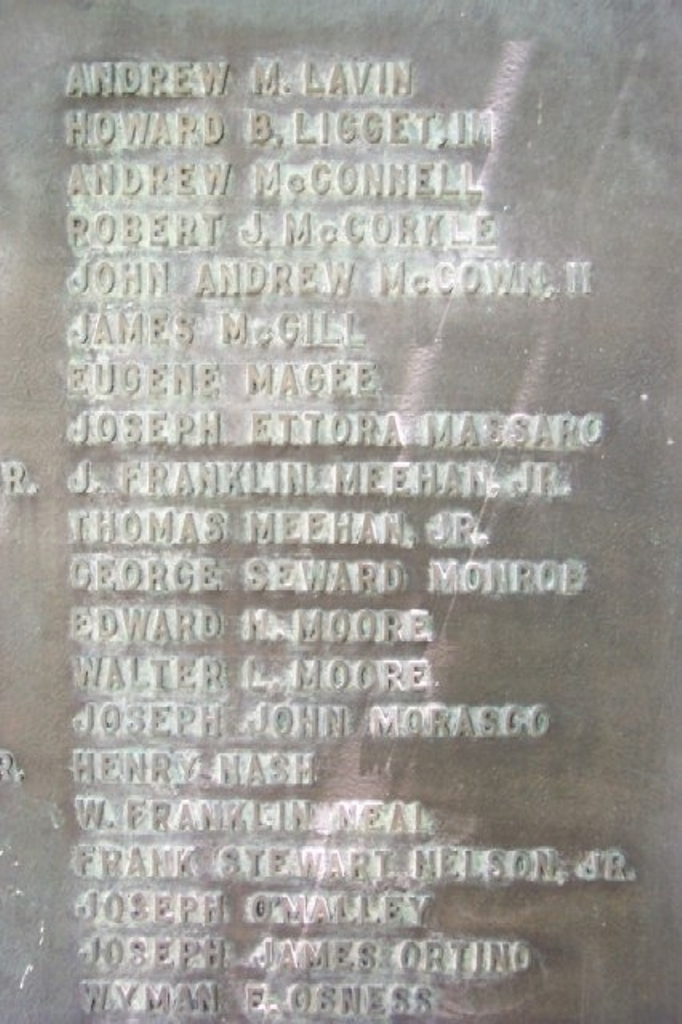 ANDREW M. LAVIN
HOWARD B. LIGGET, III
ANDREW McCONNELL
ROBERT J. McCORKLE
JOHN ANDREW McCOWN, II
JAMES McGILL
EUGENE MAGEE
JOSEPH ETTORA MASSARO
R. J. FRANKLIN MEEHAN, JR.
THOMAS MEEHAN, JR.
GEORGE SEWARD MONROE
EDWARD H. MOORE
WALTER L. MOORE
JOSEPH JOHN MORASCO
R. HENRY NASH
W. FRANKLIN NEAL
FRANK STEWART NELSON, JR.
JOSEPH O'MALLEY
JOSEPH JAMES ORTINO
WYMAN E. OSNESS